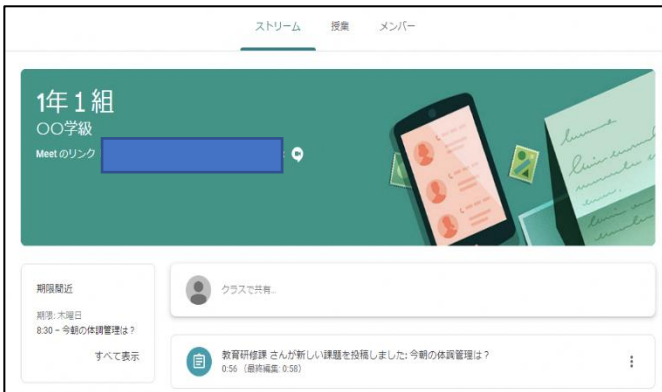 ストリーム 授業 メンバー
1年1組
〇〇学級
Meet のリンク
期限間近
期限: 木曜日
8:30 – 今朝の体調管理は？
すべて表示
クラスで共有...
教育研修課 さんが新しい課題を投稿しました: 今朝の体調管理は？
0:56 （最終編集: 0:58）